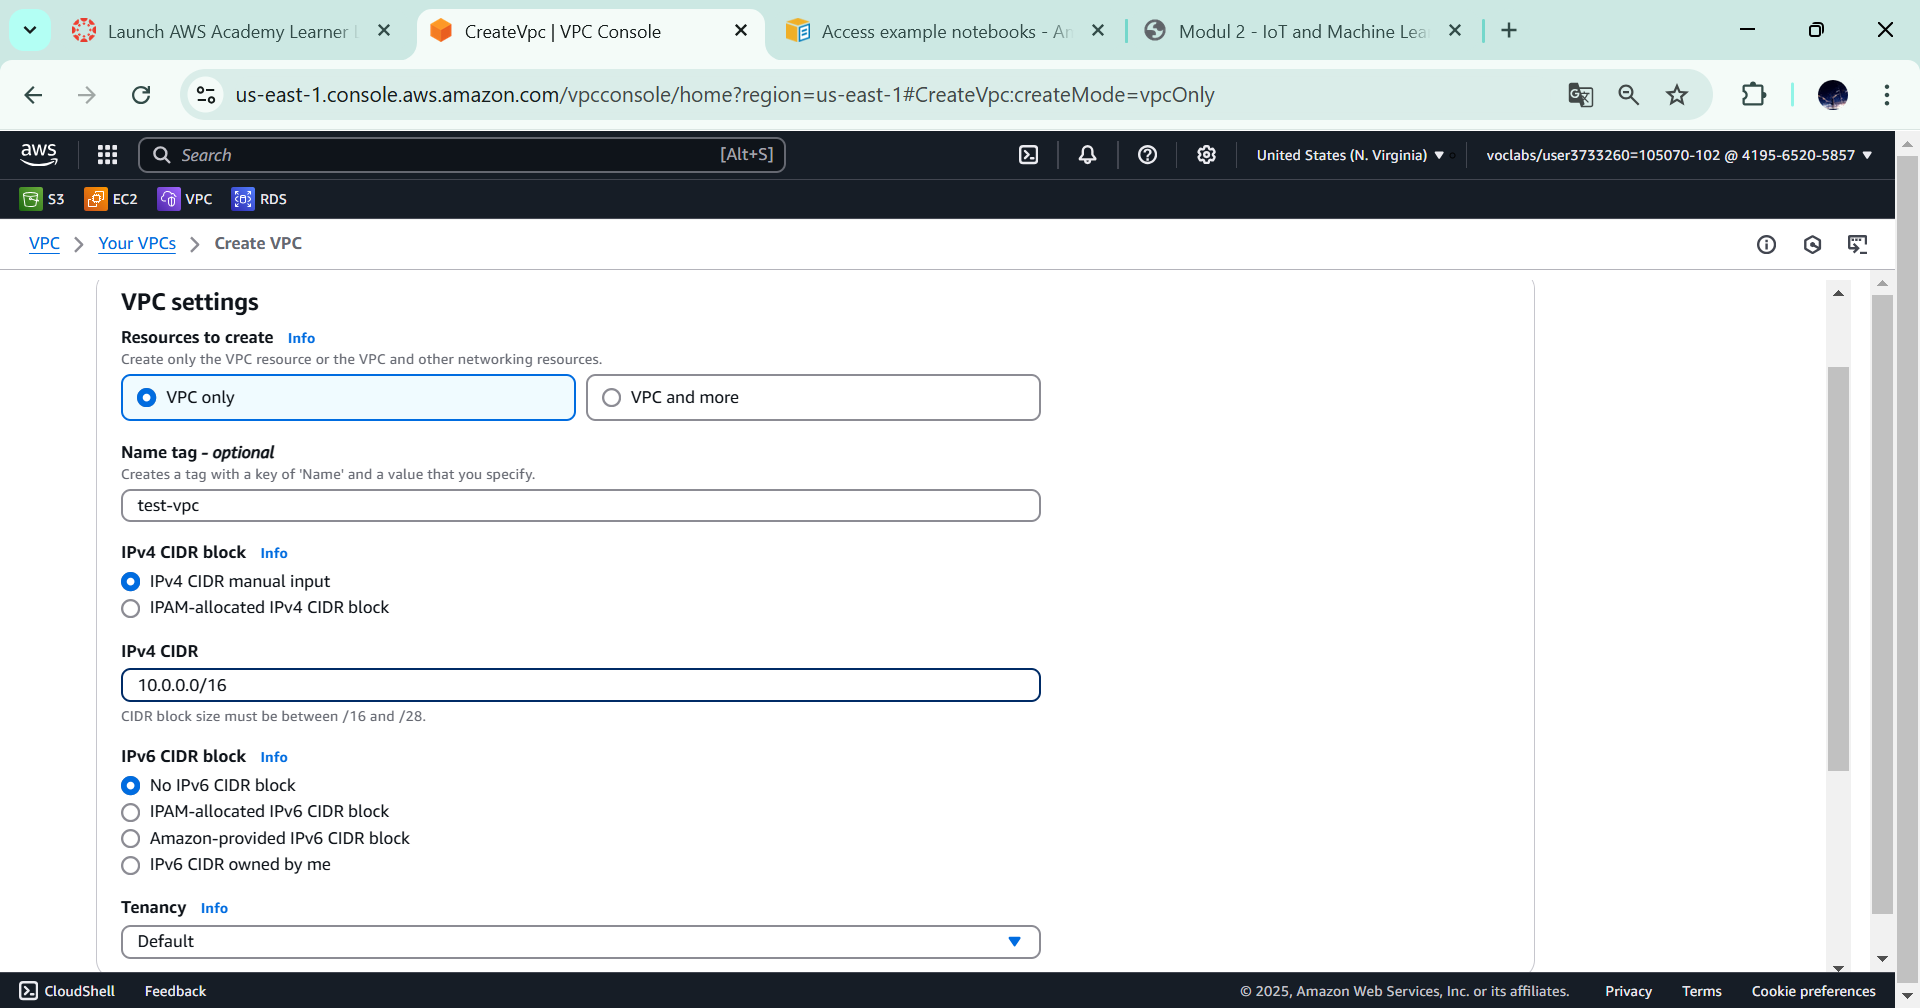 Launch AWS Academy Learner
CreateVpc | VPC Console
Access example notebooks - Am
Modul 2 - IoT and Machine Lea
us-east-1.console.aws.amazon.com/vpcconsole/home?region=us-east-1#CreateVpc:createMode=vpcOnly
aws
Search
[Alt+S]
United States (N. Virginia)
voclabs/user3733260=105070-102 @ 4195-6520-5857
S3
EC2
VPC
RDS
VPC
Your VPCs
Create VPC
VPC settings
Resources to create Info
Create only the VPC resource or the VPC and other networking resources.
VPC only
VPC and more
Name tag - optional
Creates a tag with a key of 'Name' and a value that you specify.
test-vpc
IPv4 CIDR block Info
IPv4 CIDR manual input
IPAM-allocated IPv4 CIDR block
IPv4 CIDR
10.0.0.0/16
CIDR block size must be between /16 and /28.
IPv6 CIDR block Info
No IPv6 CIDR block
IPAM-allocated IPv6 CIDR block
Amazon-provided IPv6 CIDR block
IPv6 CIDR owned by me
Tenancy Info
Default
CloudShell
Feedback
© 2025, Amazon Web Services, Inc. or its affiliates.
Privacy
Terms
Cookie preferences